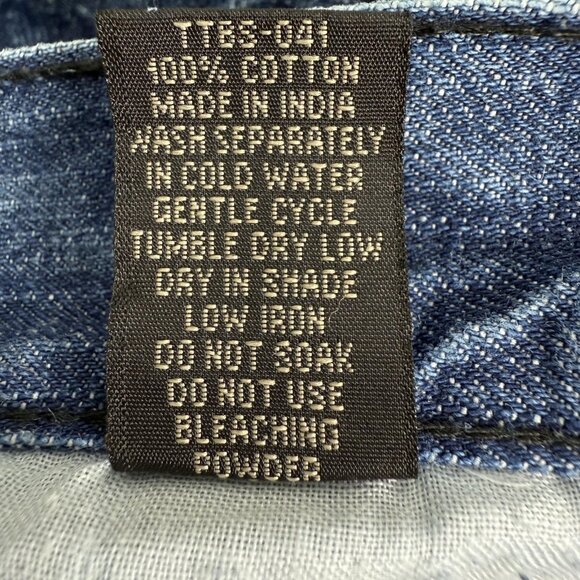 TTBS-041
100% COTTON
MADE IN INDIA
WASH SEPARATELY
IN COLD WATER
GENTLE CYCLE
TUMBLE DRY LOW
DRY IN SHADE
LOW IRON
DO NOT SOAK
DO NOT USE
BLEACHING
POWDER